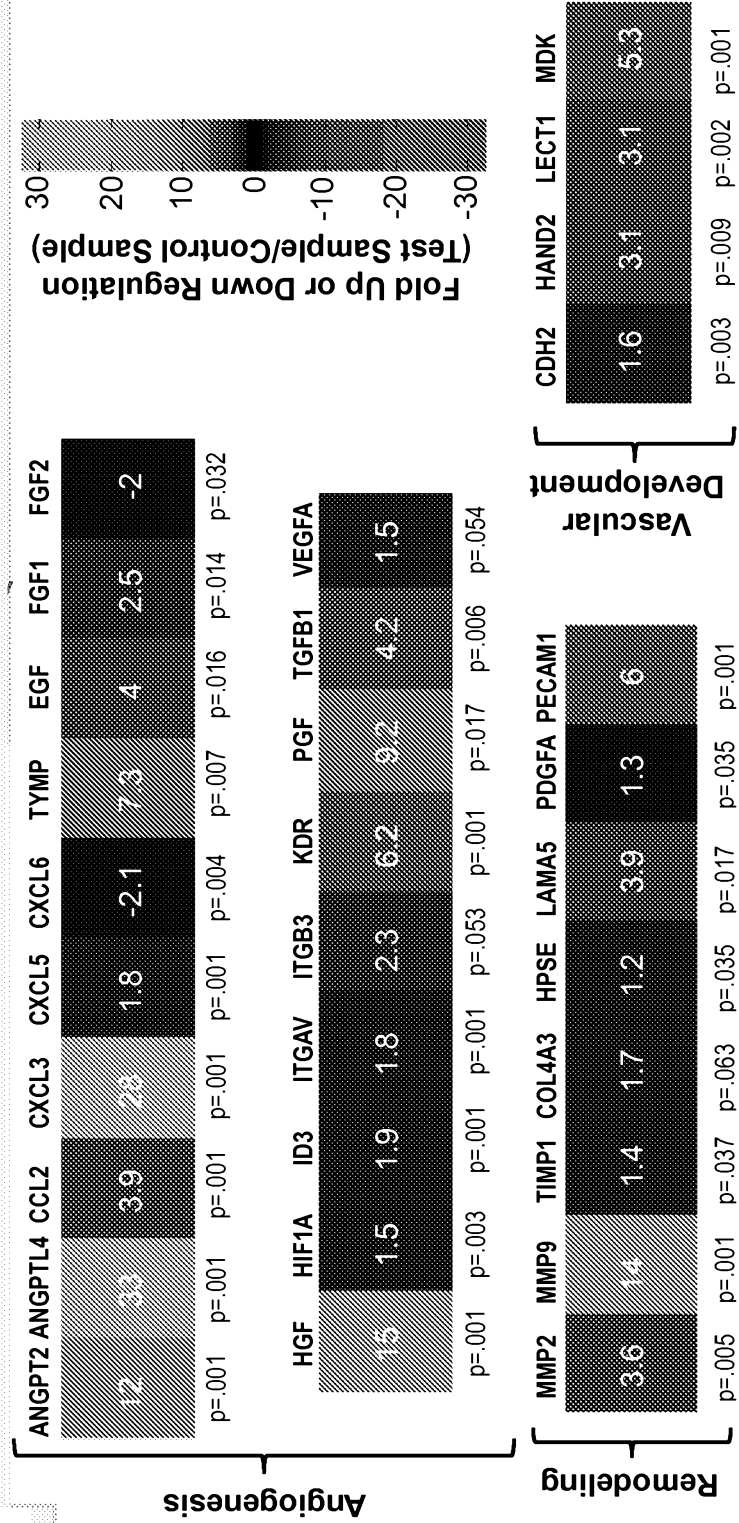 Angiogenesis
ANGPT2 ANGPTL4 CCL2 CXCL3 CXCL5 CXCL6 TYMP EGF FGF1 FGF2
12 33 3.9 28 1.8 -2.1 7.3 4 2.5 -2
p=.001 p=.001 p=.001 p=.001 p=.001 p=.004 p=.007 p=.016 p=.014 p=.032
HGF HIF1A ID3 ITGAV ITGB3 KDR PGF TGFB1 VEGFA
15 1.5 1.9 1.8 2.3 6.2 9.2 4.2 1.5
p=.001 p=.003 p=.001 p=.001 p=.053 p=.001 p=.017 p=.006 p=.054
Fold Up or Down Regulation
(Test Sample/Control Sample)
30
20
10
0
-10
-20
-30
Remodeling
MMP2 MMP9 TIMP1 COL4A3 HPSE LAMA5 PDGFA PECAM1
3.6 14 1.4 1.7 1.2 3.9 1.3 6
p=.005 p=.001 p=.037 p=.063 p=.035 p=.017 p=.035 p=.001
Vascular
Development
CDH2 HAND2 LECT1 MDK
1.6 3.1 3.1 5.3
p=.003 p=.009 p=.002 p=.001